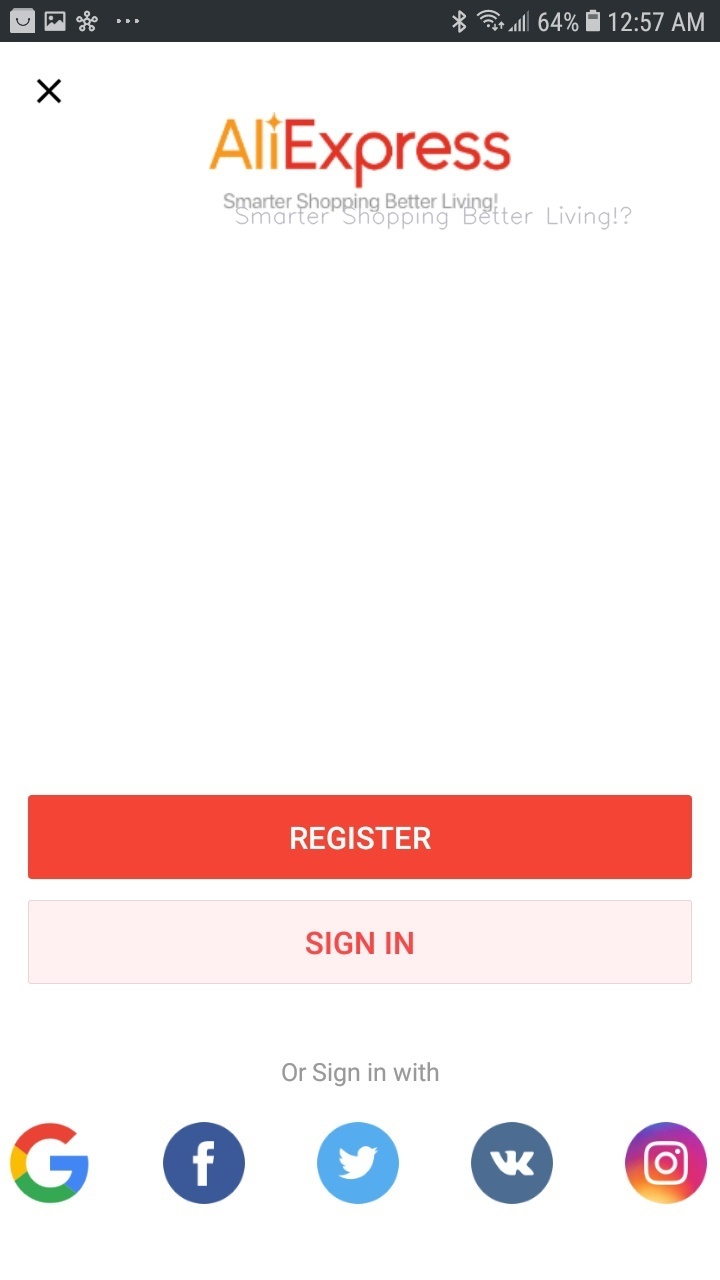 64% 12:57 AM
AliExpress
Smarter Shopping Better Living!
Smarter Shopping Better Living!?
REGISTER
SIGN IN
Or Sign in with